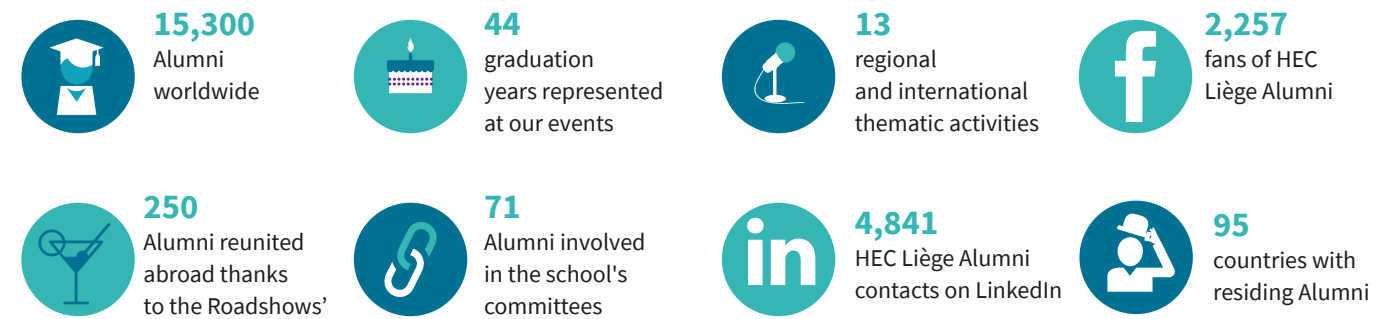 15,300
Alumni
worldwide
44
graduation
years represented
at our events
13
regional
and international
thematic activities
f
2,257
fans of HEC
Liège Alumni
250
Alumni reunited
abroad thanks
to the Roadshows’
71
Alumni involved
in the school's
committees
in
4,841
HEC Liège Alumni
contacts on LinkedIn
95
countries with
residing Alumni